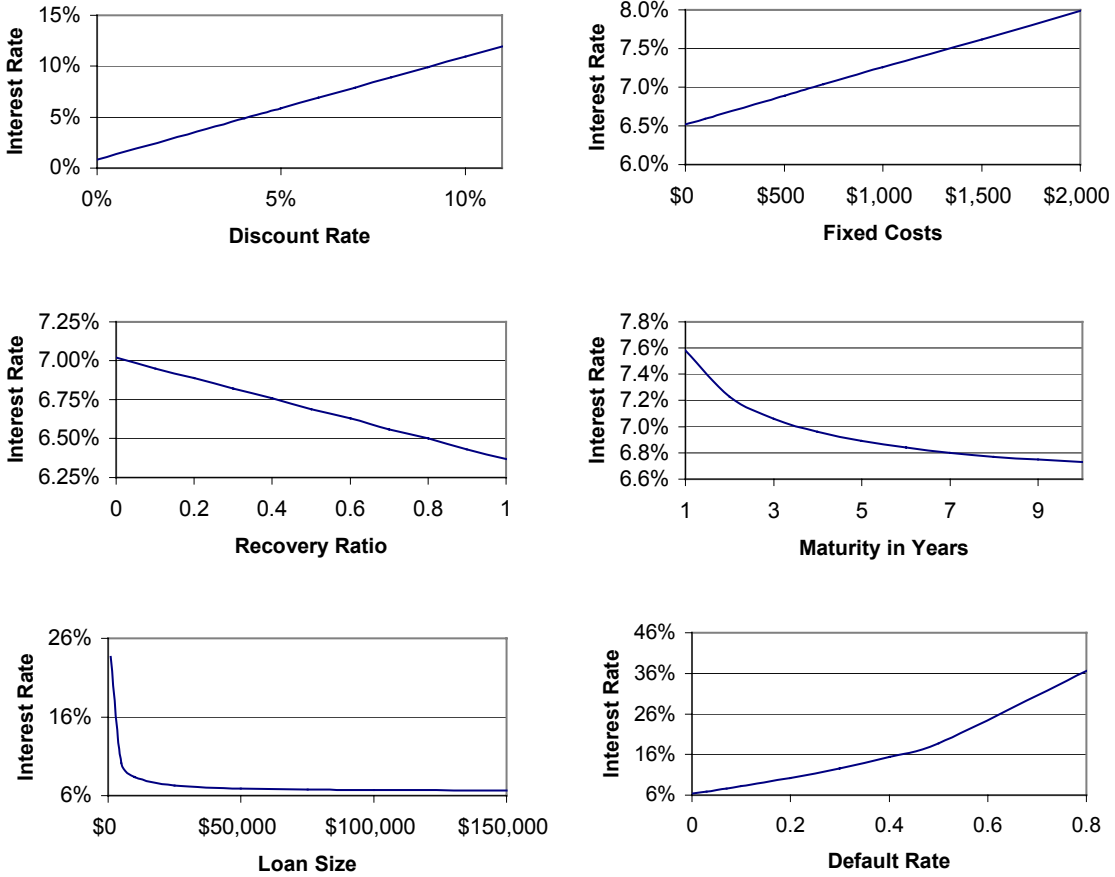 Interest Rate
15%
10%
5%
0%
0% 5% 10%
Discount Rate
Interest Rate
8.0%
7.5%
7.0%
6.5%
6.0%
$0 $500 $1,000 $1,500 $2,000
Fixed Costs
Interest Rate
7.25%
7.00%
6.75%
6.50%
6.25%
0 0.2 0.4 0.6 0.8 1
Recovery Ratio
Interest Rate
7.8%
7.6%
7.4%
7.2%
7.0%
6.8%
6.6%
1 3 5 7 9
Maturity in Years
Interest Rate
26%
16%
6%
$0 $50,000 $100,000 $150,000
Loan Size
Interest Rate
46%
36%
26%
16%
6%
0 0.2 0.4 0.6 0.8
Default Rate